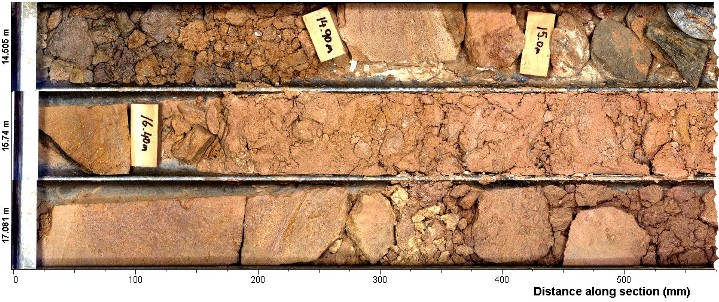 14.505 m
14.90m
15.0m
15.74 m
16.40m
17.081 m
0 100 200 300 400 500
Distance along section (mm)